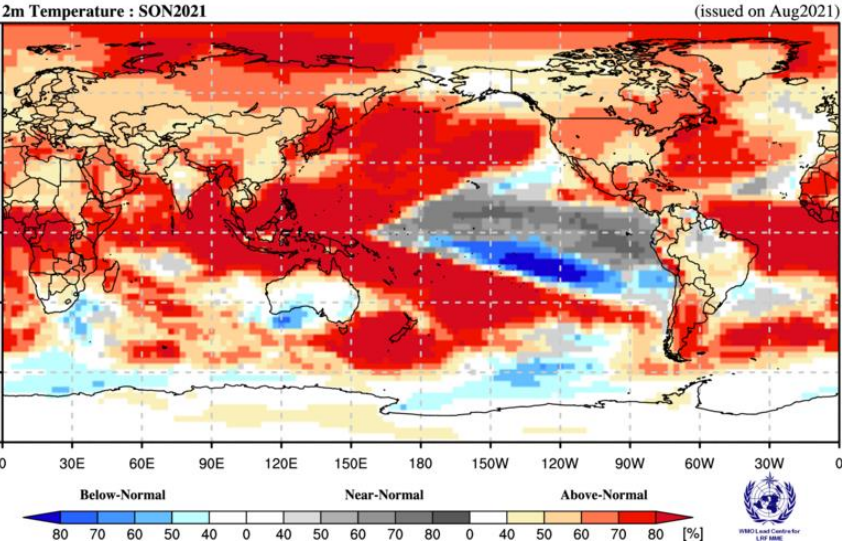 2m Temperature : SON2021 (issued on Aug2021)
0 30E 60E 90E 120E 150E 180 150W 120W 90W 60W 30W 0
Below-Normal Near-Normal Above-Normal
80 70 60 50 40 0 40 50 60 70 80 0 40 50 60 70 80 [%]
WMO Lead Centre for
LRF MME